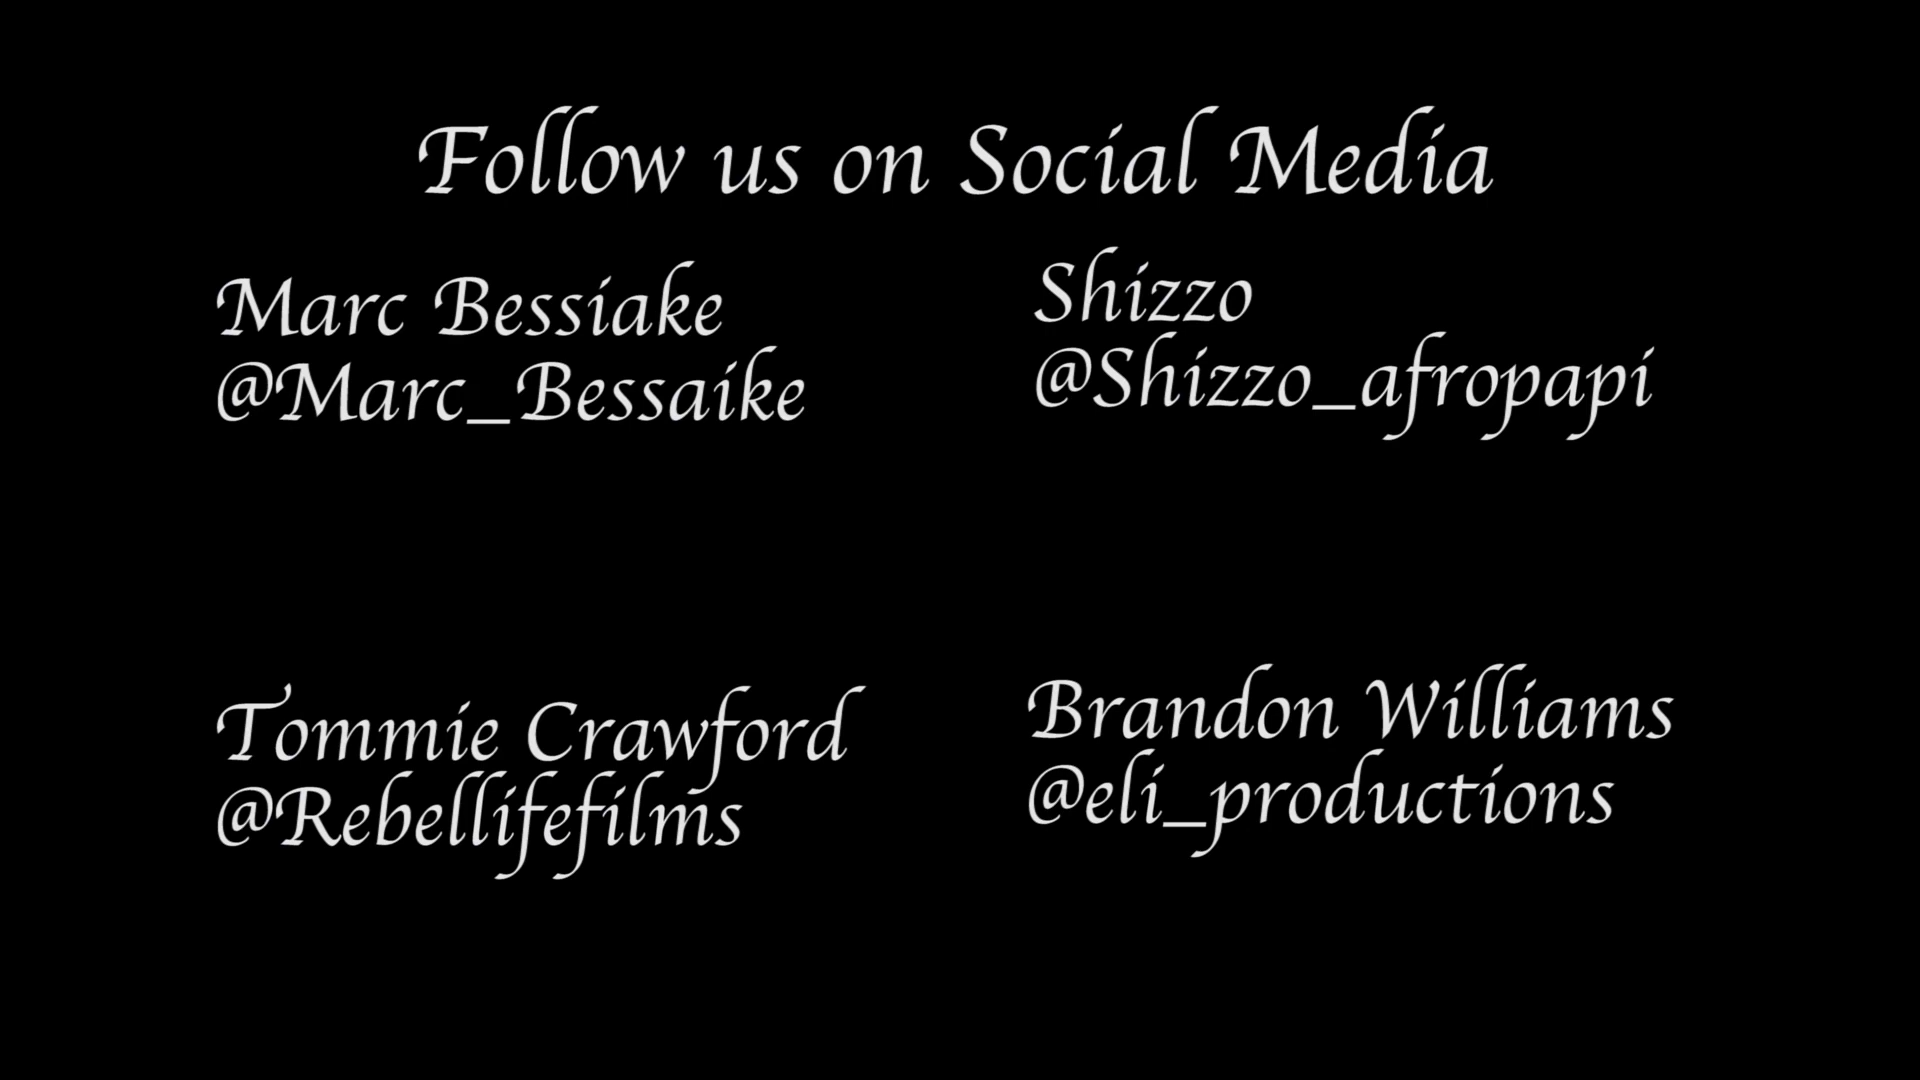 Follow us on Social Media
Marc Bessiake
@Marc_Bessaike
Shizzo
@Shizzo_afropapi
Tommie Crawford
@Rebellifefilms
Brandon Williams
@eli_productions